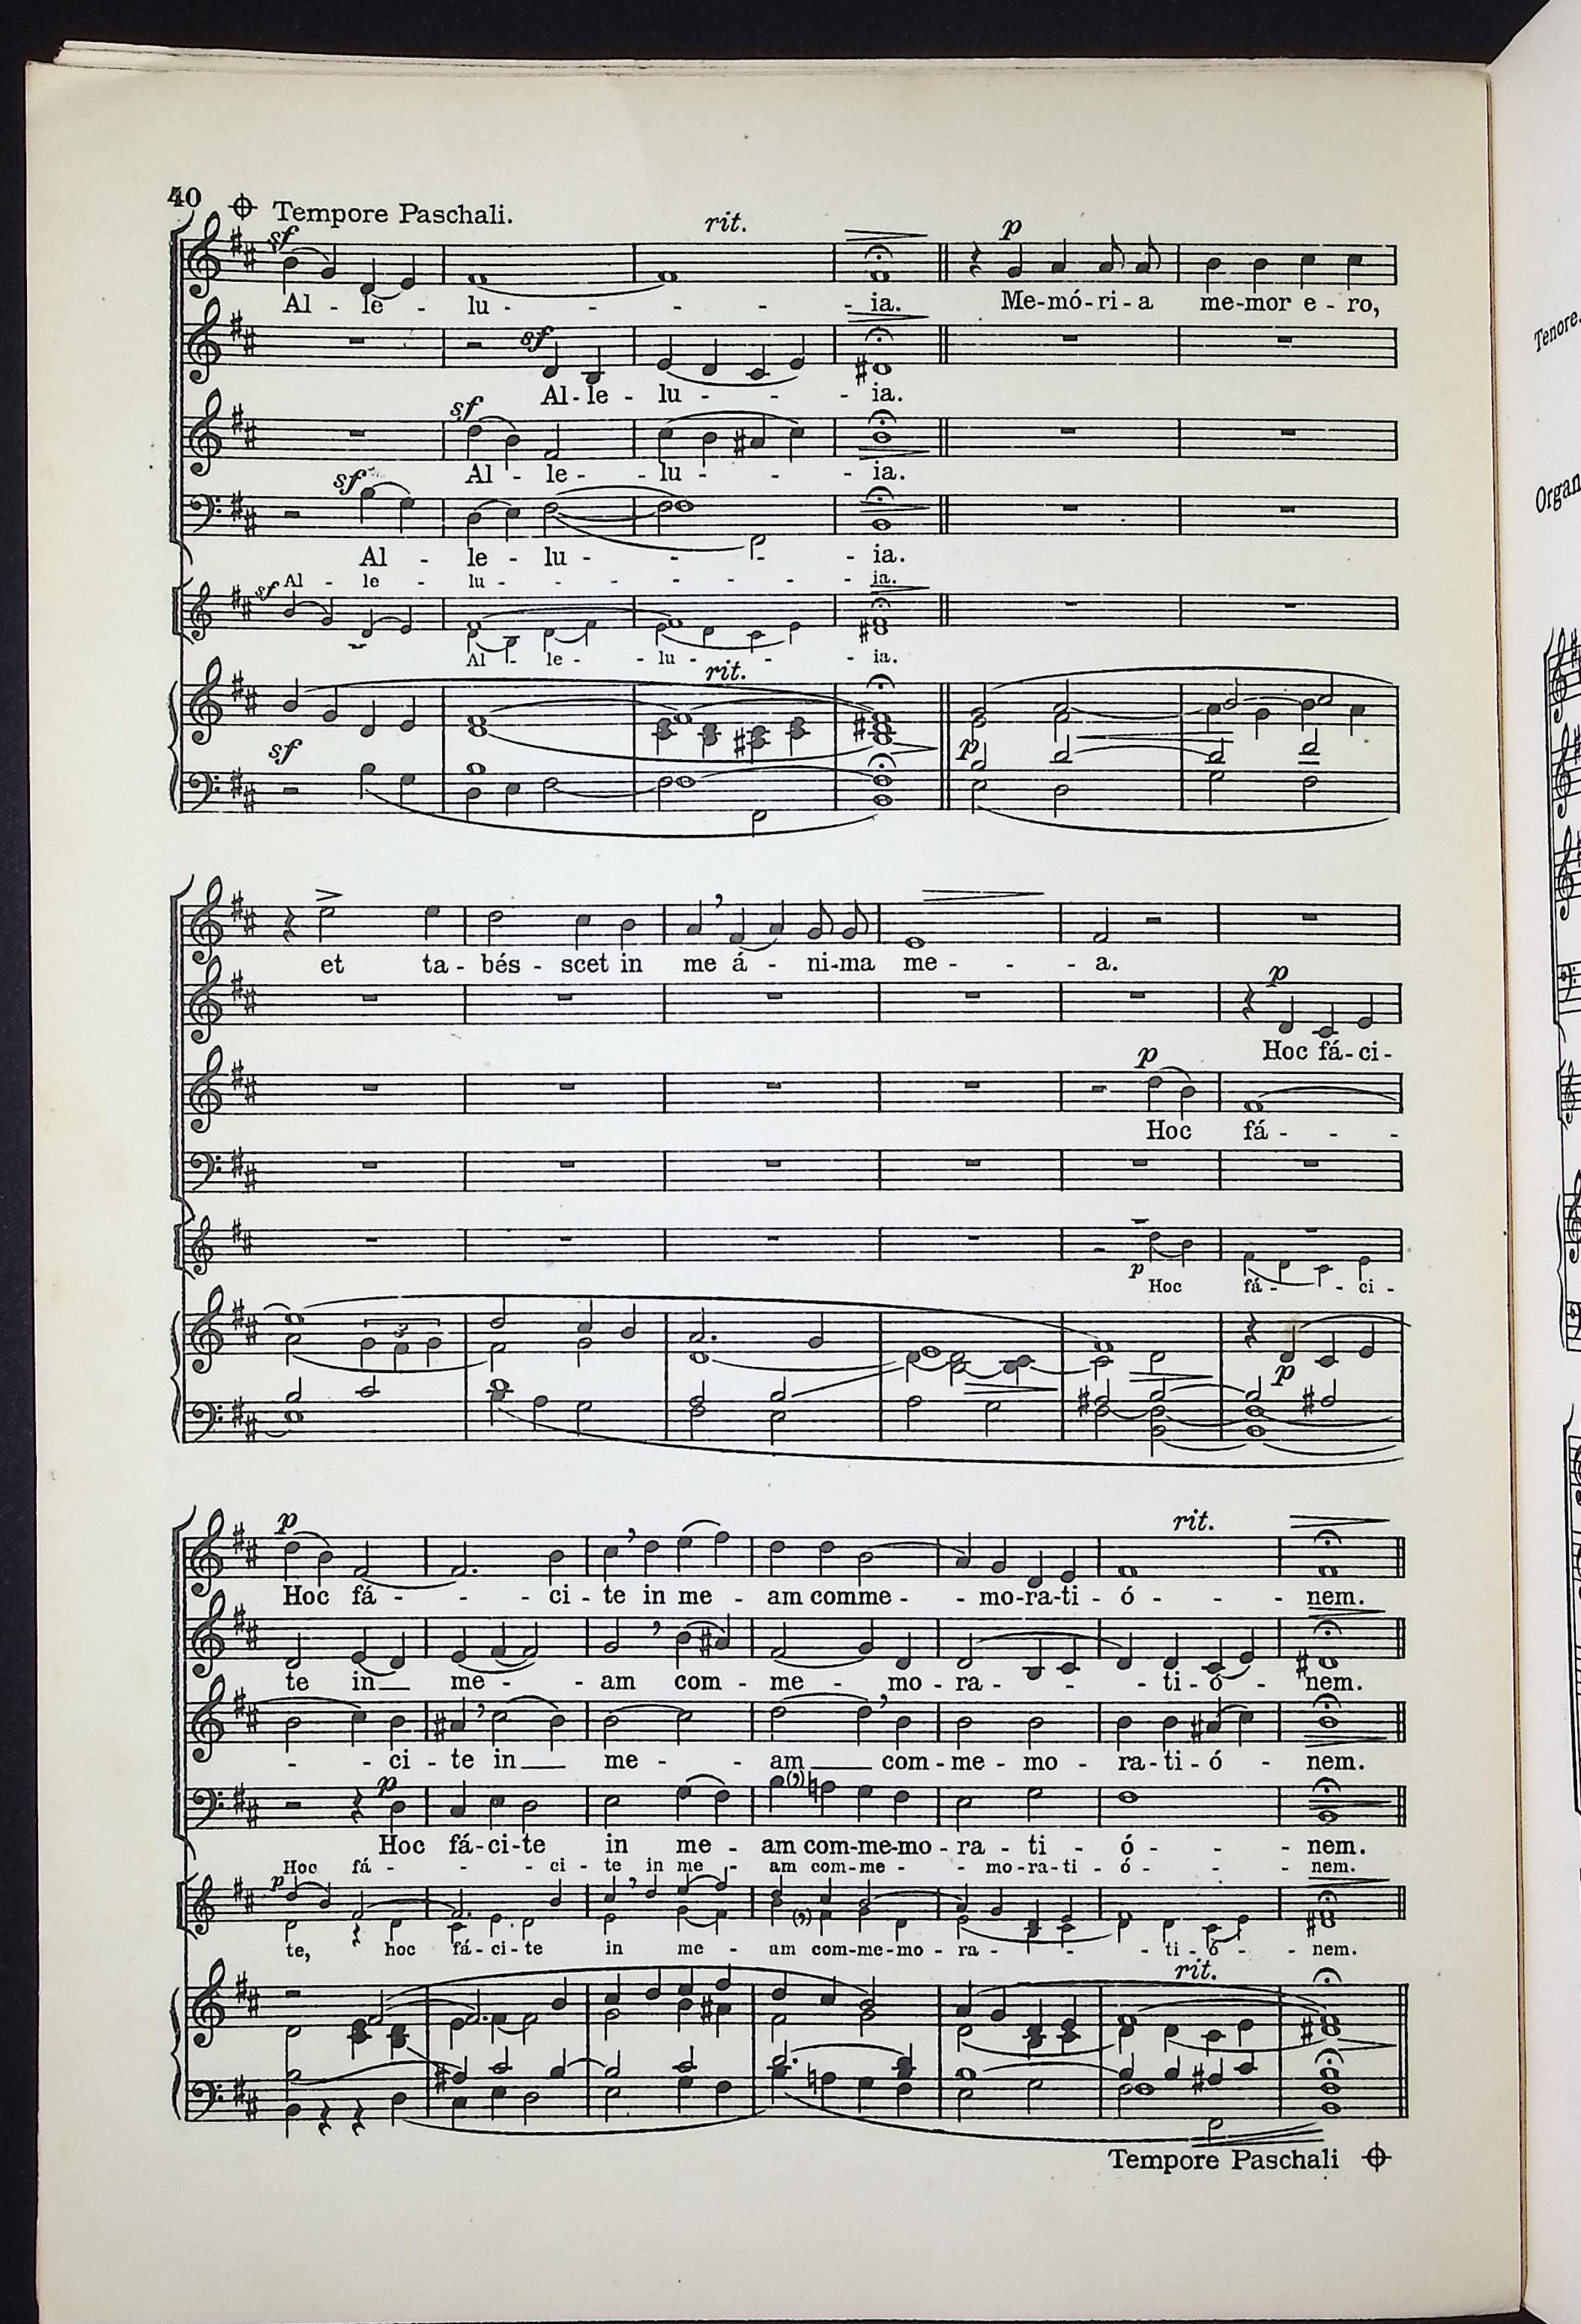 40 Tempore Paschali.
sf rit. p
Al - le - lu - - - - - ia. Me-mó-ri-a me-mor e - ro,
sf
Al - le - lu - - - ia.
sf
Al - le - - lu - - - ia.
sf
Al - le - lu - - - - ia.
Al - le - lu - - - - - ia.
sf
Al - le - - lu - - - ia.
rit.
sf p
et ta - bés - scet in me á - ni-ma me - - - a.
p
Hoc fá-ci-
p
Hoc fá - - -
p
Hoc fá - - ci -
3
p
p rit.
Hoc fá - - - ci - te in me - am comme - - mo-ra-ti - ó - - - nem.
te in me - - am com - me - mo - ra - - - ti - ó - nem.
- - ci - te in me - - am com - me - mo - ra - ti - ó - nem.
p
Hoc fá-ci-te in me - am com-me-mo - ra - ti - ó - - - nem.
Hoc fá - - - ci - te in me - am com-me - - mo-ra-ti - ó - - - nem.
p
te, hoc fá-ci-te in me - am com-me-mo - ra - - - ti - ó - - nem.
rit.
Tempore Paschali
Tenore.
Organ